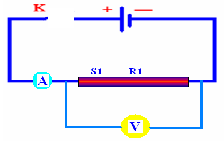 K + —
A S1 R1
V